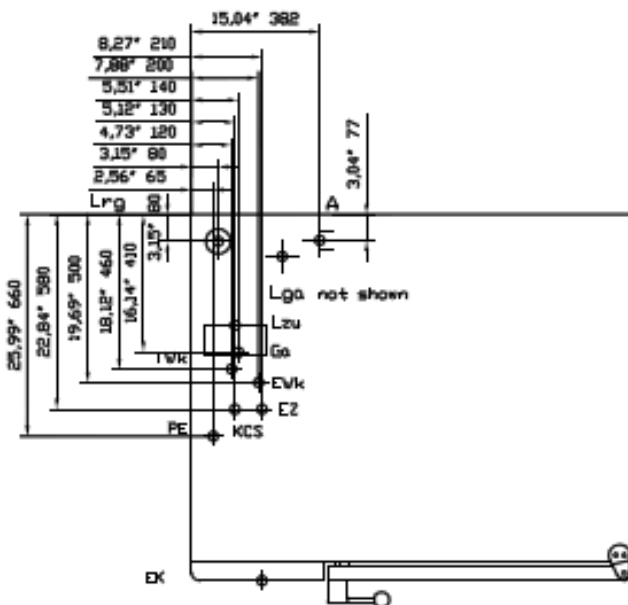 15,04" 382
8,27" 210
7,88" 200
5,51" 140
5,12" 130
4,73" 120
3,15" 80
2,56" 65
3,04" 77
Lrg
3,15" 80
A
25,99" 660
22,84" 580
19,69" 500
18,12" 460
16,14" 410
Lga not shown
Lzu
Ga
TWk
EWk
EZ
PE
KCS
EK